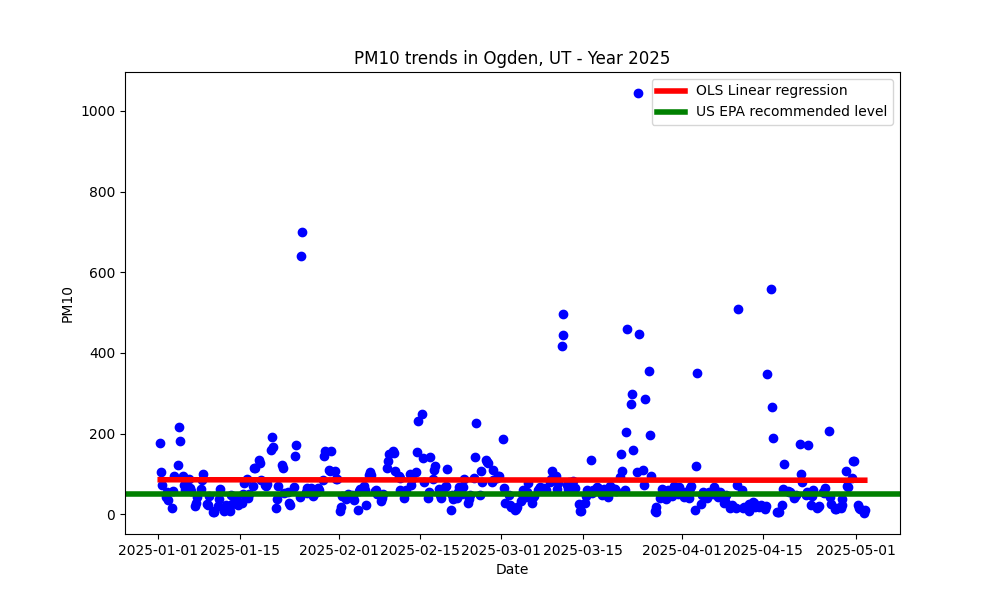 PM10 trends in Ogden, UT - Year 2025
OLS Linear regression
US EPA recommended level
1000
800
600
400
200
0
PM10
2025-01-01 2025-01-15 2025-02-01 2025-02-15 2025-03-01 2025-03-15 2025-04-01 2025-04-15 2025-05-01
Date